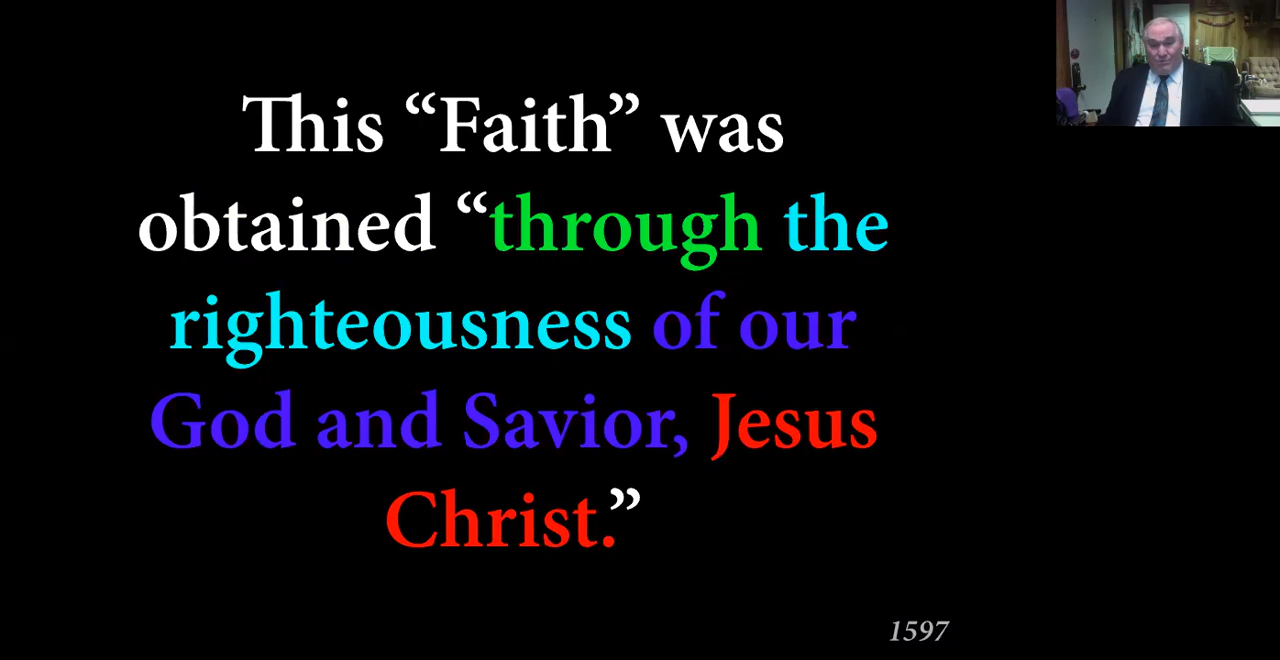 This “Faith” was
obtained “through the
righteousness of our
God and Savior, Jesus
Christ.”
1597